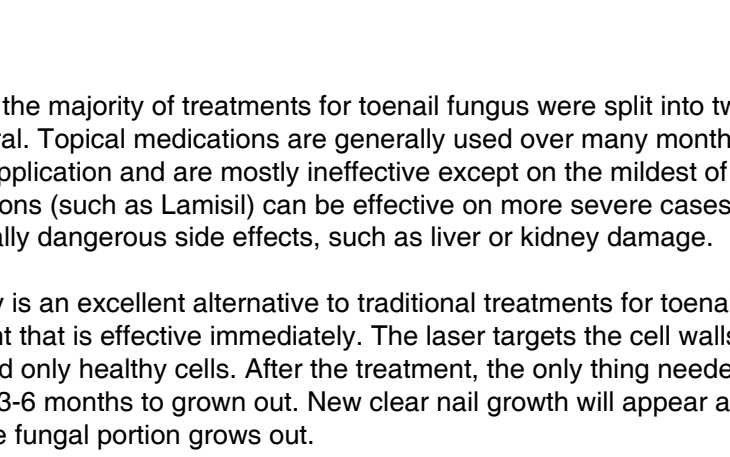 the majority of treatments for toenail fungus were split into tw
al. Topical medications are generally used over many month
pplication and are mostly ineffective except on the mildest of
ons (such as Lamisil) can be effective on more severe cases
ally dangerous side effects, such as liver or kidney damage.
y is an excellent alternative to traditional treatments for toena
nt that is effective immediately. The laser targets the cell walls
d only healthy cells. After the treatment, the only thing neede
3-6 months to grown out. New clear nail growth will appear a
e fungal portion grows out.